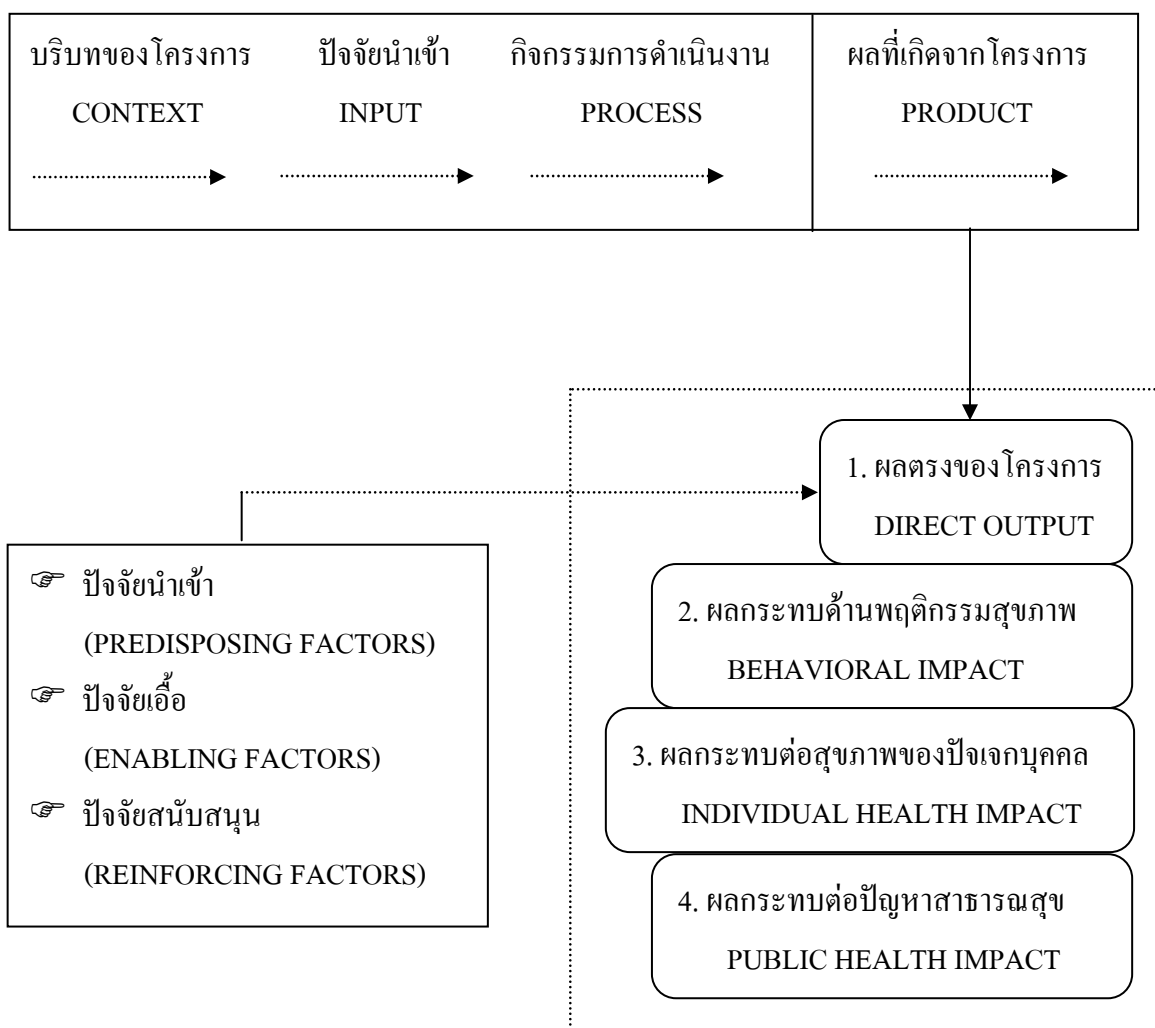 บริบทของโครงการ ปัจจัยนำเข้า กิจกรรมการดำเนินงาน ผลที่เกิดจากโครงการ
CONTEXT INPUT PROCESS PRODUCT
1. ผลตรงของโครงการ
DIRECT OUTPUT
☞ ปัจจัยนำเข้า
(PREDISPOSING FACTORS)
☞ ปัจจัยเอื้อ
(ENABLING FACTORS)
☞ ปัจจัยสนับสนุน
(REINFORCING FACTORS)
2. ผลกระทบด้านพฤติกรรมสุขภาพ
BEHAVIORAL IMPACT
3. ผลกระทบต่อสุขภาพของปัจเจกบุคคล
INDIVIDUAL HEALTH IMPACT
4. ผลกระทบต่อปัญหาสาธารณสุข
PUBLIC HEALTH IMPACT